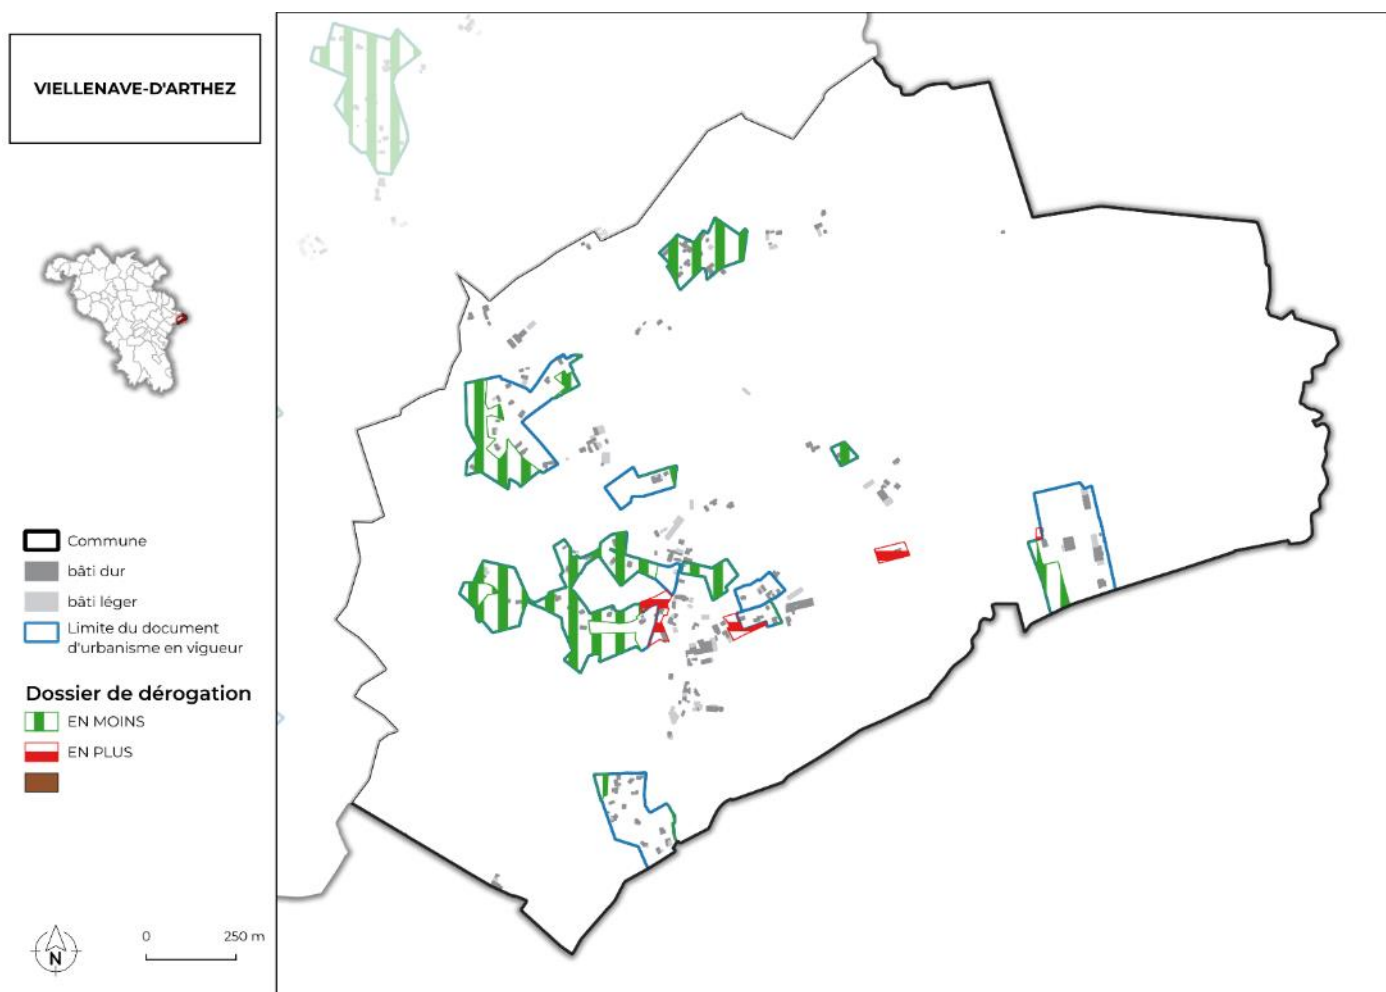 VIELLENAVE-D'ARTHEZ
Commune
bâti dur
bâti léger
Limite du document
d'urbanisme en vigueur
Dossier de dérogation
EN MOINS
EN PLUS
N
0 250 m